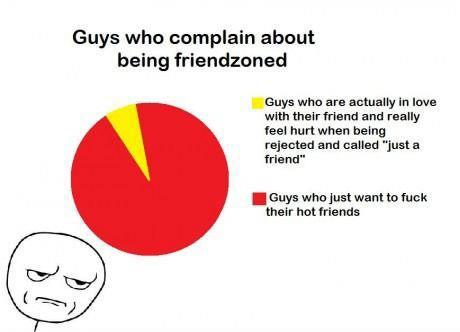 Guys who complain about
being friendzoned
Guys who are actually in love
with their friend and really
feel hurt when being
rejected and called "just a
friend"
Guys who just want to fuck
their hot friends